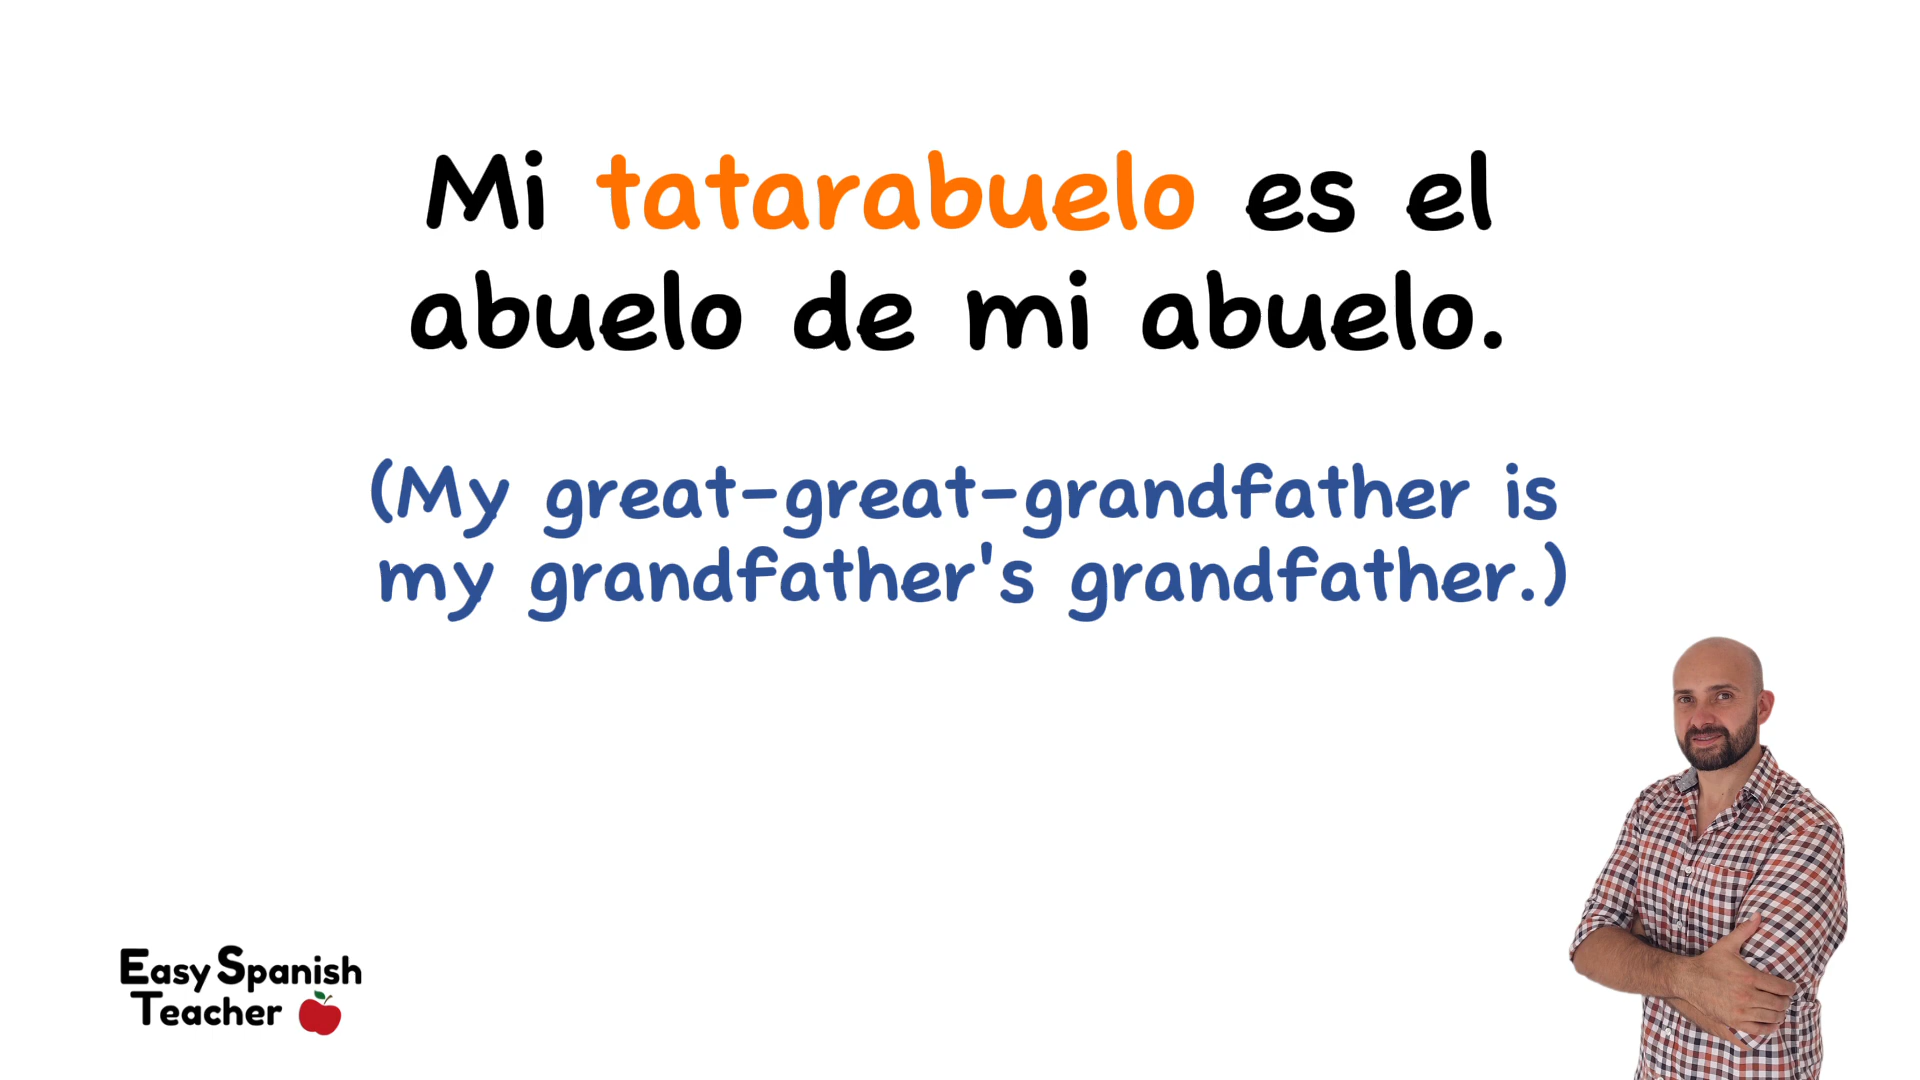 Mi tatarabuelo es el
abuelo de mi abuelo.
(My great-great-grandfather is
my grandfather's grandfather.)
Easy Spanish
Teacher